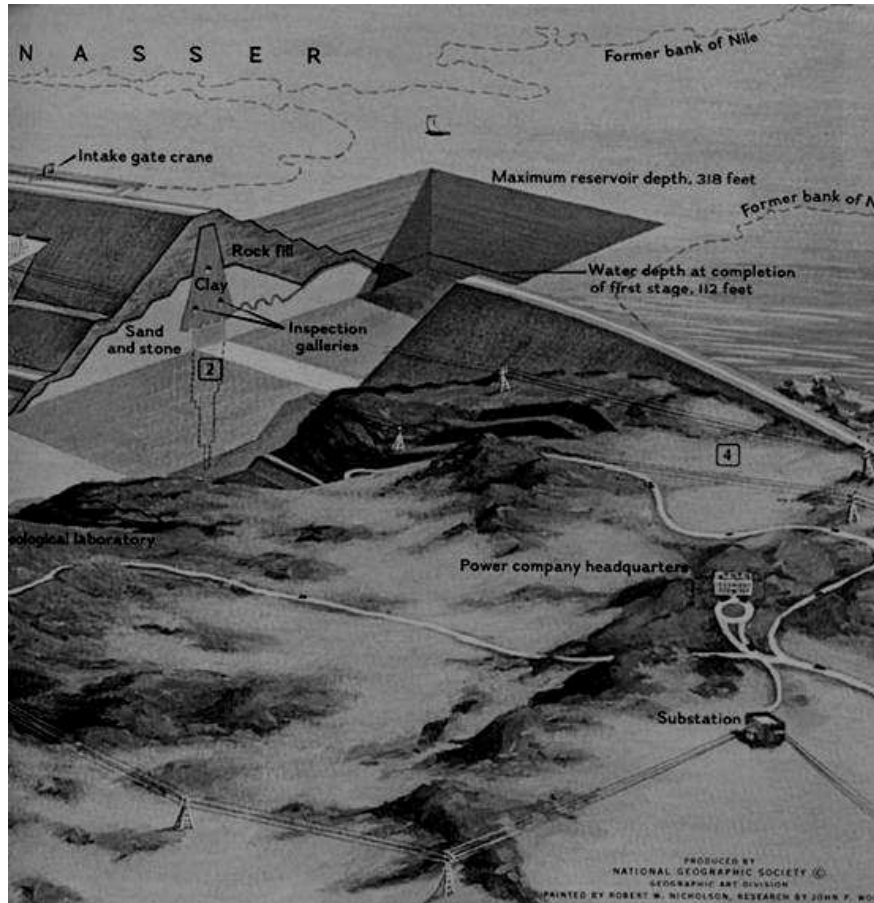 NASSER
Former bank of Nile
Intake gate crane
Maximum reservoir depth, 318 feet
Former bank of
Rock fill
Water depth at completion
of first stage, 112 feet
Clay
Sand
and stone
Inspection
galleries
2
4
eological laboratory
Power company headquarters
Substation
PRODUCED BY
NATIONAL GEOGRAPHIC SOCIETY ©
GEOGRAPHIC ART DIVISION
PAINTED BY ROBERT W. NICHOLSON, RESEARCH BY JOHN P.